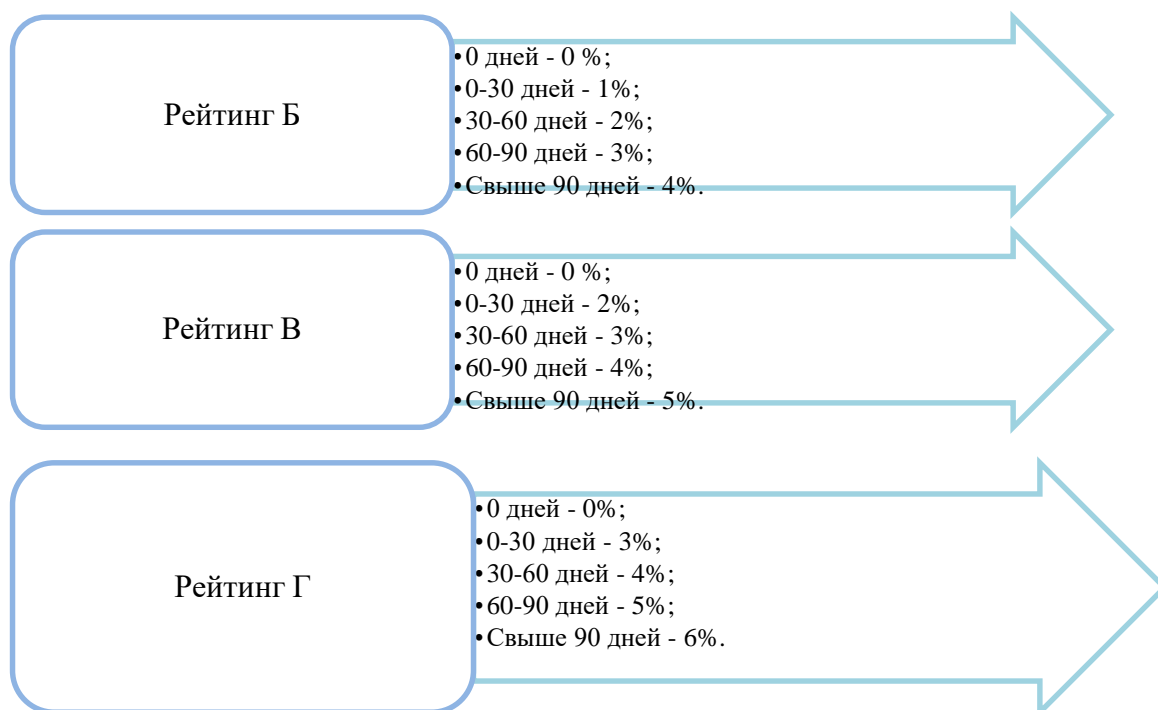 Рейтинг Б
•0 дней - 0 %;
•0-30 дней - 1%;
•30-60 дней - 2%;
•60-90 дней - 3%;
•Свыше 90 дней - 4%.
Рейтинг В
•0 дней - 0 %;
•0-30 дней - 2%;
•30-60 дней - 3%;
•60-90 дней - 4%;
•Свыше 90 дней - 5%.
Рейтинг Г
•0 дней - 0%;
•0-30 дней - 3%;
•30-60 дней - 4%;
•60-90 дней - 5%;
•Свыше 90 дней - 6%.